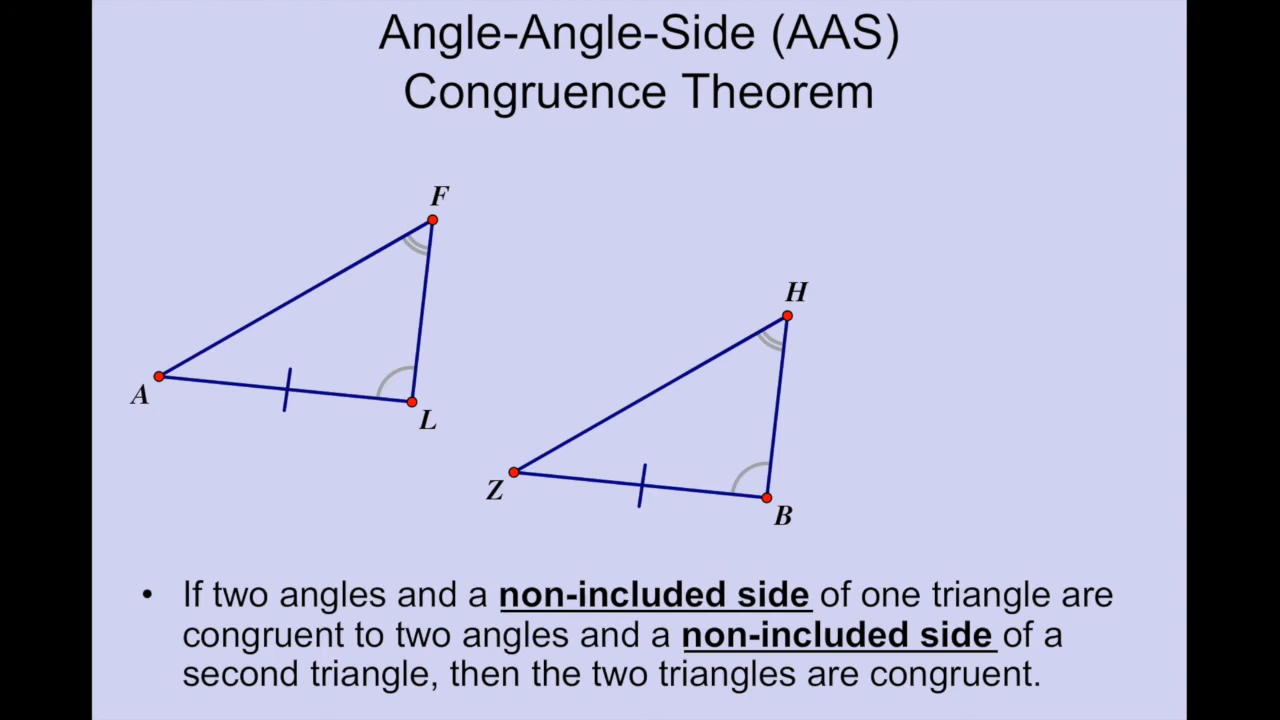 Angle-Angle-Side (AAS)
Congruence Theorem
F
H
A
L
Z
B
• If two angles and a non-included side of one triangle are
congruent to two angles and a non-included side of a
second triangle, then the two triangles are congruent.